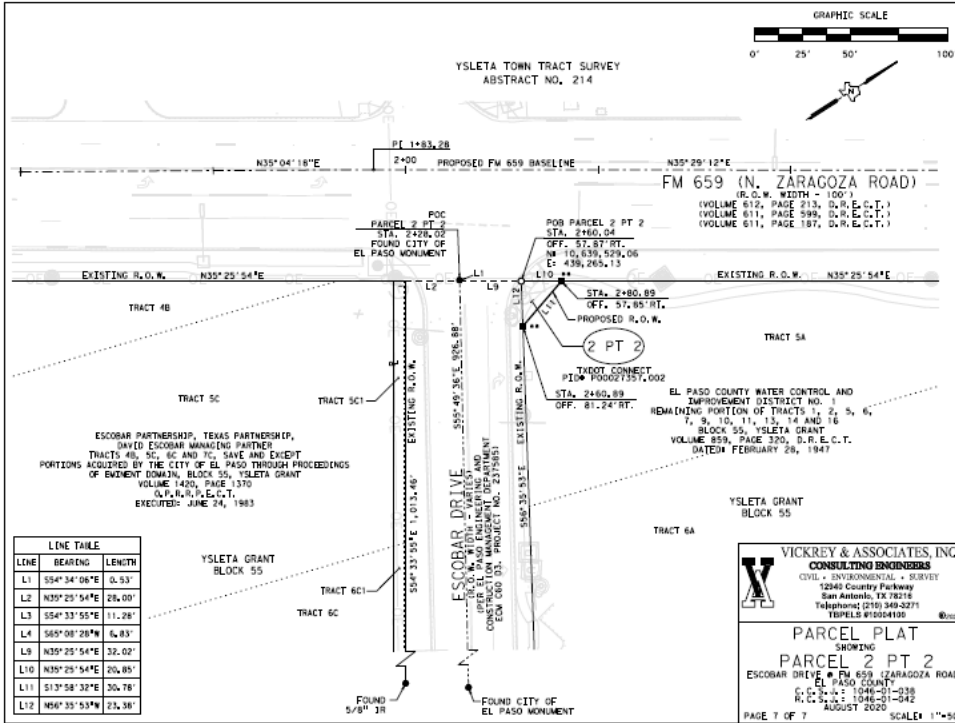 GRAPHIC SCALE
0' 25' 50' 100'
YSLETA TOWN TRACT SURVEY
ABSTRACT NO. 214
N
PI 1+83.28
N35°04'18"E
2+00
PROPOSED FM 659 BASELINE
N35°29'12"E
FM 659 (N. ZARAGOZA ROAD)
(R.O.W. WIDTH - 100')
(VOLUME 612, PAGE 213, D.R.E.C.T.)
(VOLUME 611, PAGE 599, D.R.E.C.T.)
(VOLUME 611, PAGE 187, D.R.E.C.T.)
POC
PARCEL 2 PT 2
STA. 2+28.02
FOUND CITY OF
EL PASO MONUMENT
POB PARCEL 2 PT 2
STA. 2+60.04
OFF. 57.87'RT.
N: 10,639,529.06
E: 439,265.13
EXISTING R.O.W. N35°25'54"E
L1
L2
L9
L10 **
EXISTING R.O.W. N35°25'54"E
L12
L11
STA. 2+80.89
OFF. 57.85'RT.
PROPOSED R.O.W.
**
2 PT 2
TXDOT CONNECT
PID# P00027357.002
STA. 2+60.89
OFF. 81.24'RT.
TRACT 4B
TRACT 5A
TRACT 5C
TRACT 5C1
EXISTING R.O.W.
S54°33'55"E 1,013.46'
S55°49'36"E 926.88'
EXISTING R.O.W.
S56°35'53"E
ESCOBAR DRIVE
(R.O.W. WIDTH - VARIES)
(PER EL PASO ENGINEERING AND
CONSTRUCTION MANAGEMENT DEPARTMENT
ECM C60 D3, PROJECT NO. 2375851
ESCOBAR PARTNERSHIP, TEXAS PARTNERSHIP,
DAVID ESCOBAR MANAGING PARTNER
TRACTS 4B, 5C, 6C AND 7C, SAVE AND EXCEPT
PORTIONS ACQUIRED BY THE CITY OF EL PASO THROUGH PROCEEDINGS
OF EMINENT DOMAIN, BLOCK 55, YSLETA GRANT
VOLUME 1420, PAGE 1370
O.P.R.R.P.E.C.T.
EXECUTED: JUNE 24, 1983
EL PASO COUNTY WATER CONTROL AND
IMPROVEMENT DISTRICT NO. 1
REMAINING PORTION OF TRACTS 1, 2, 5, 6,
7, 9, 10, 11, 13, 14 AND 16
BLOCK 55, YSLETA GRANT
VOLUME 859, PAGE 320, D.R.E.C.T.
DATED: FEBRUARY 28, 1947
YSLETA GRANT
BLOCK 55
TRACT 6A
YSLETA GRANT
BLOCK 55
TRACT 6C1
TRACT 6C
FOUND
5/8" IR
FOUND CITY OF
EL PASO MONUMENT
LINE TABLE
LINE BEARING LENGTH
L1 S54°34'06"E 0.53'
L2 N35°25'54"E 28.00'
L3 S54°33'55"E 11.28'
L4 S65°08'28"W 6.83'
L9 N35°25'54"E 32.02'
L10 N35°25'54"E 20.85'
L11 S13°58'32"E 30.78'
L12 N56°35'53"W 23.38'
VICKREY & ASSOCIATES, INC
CONSULTING ENGINEERS
CIVIL • ENVIRONMENTAL • SURVEY
12940 Country Parkway
San Antonio, TX 78216
Telephone: (210) 349-3271
TBPELS #10004100
PARCEL PLAT
SHOWING
PARCEL 2 PT 2
ESCOBAR DRIVE @ FM 659 (ZARAGOZA ROAD
EL PASO COUNTY
C.C.S.J.: 1046-01-038
R.C.S.J.: 1046-01-042
AUGUST 2020
PAGE 7 OF 7 SCALE: 1"=50